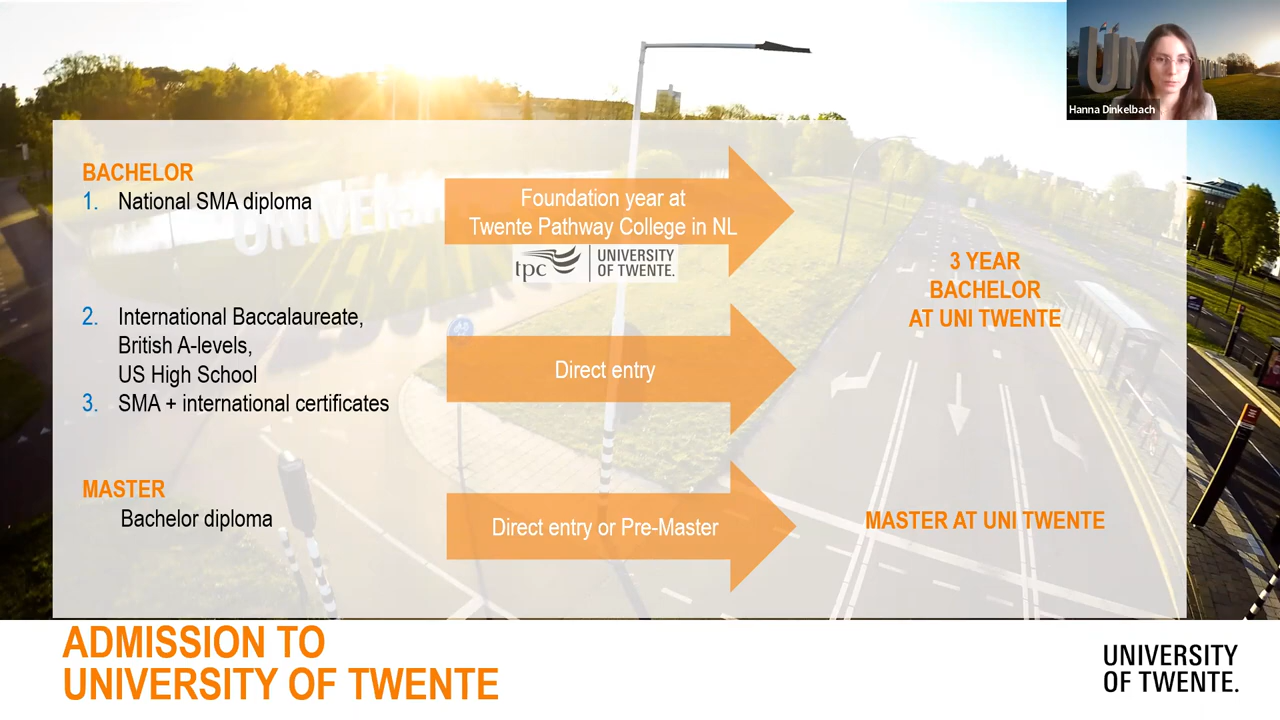 Hanna Dinkelbach
BACHELOR
1. National SMA diploma
Foundation year at
Twente Pathway College in NL
tpc
UNIVERSITY
OF TWENTE.
2. International Baccalaureate,
British A-levels,
US High School
3. SMA + international certificates
Direct entry
3 YEAR
BACHELOR
AT UNI TWENTE
MASTER
Bachelor diploma
Direct entry or Pre-Master
MASTER AT UNI TWENTE
ADMISSION TO
UNIVERSITY OF TWENTE
UNIVERSITY
OF TWENTE.